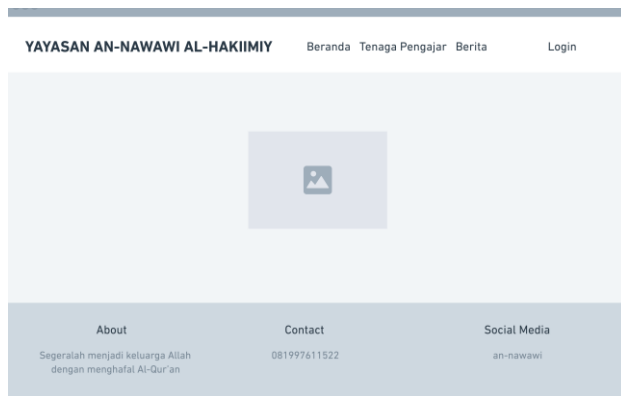 YAYASAN AN-NAWAWI AL-HAKIIMIY
Beranda Tenaga Pengajar Berita Login
About
Segeralah menjadi keluarga Allah
dengan menghafal Al-Qur'an
Contact
081997611522
Social Media
an-nawawi